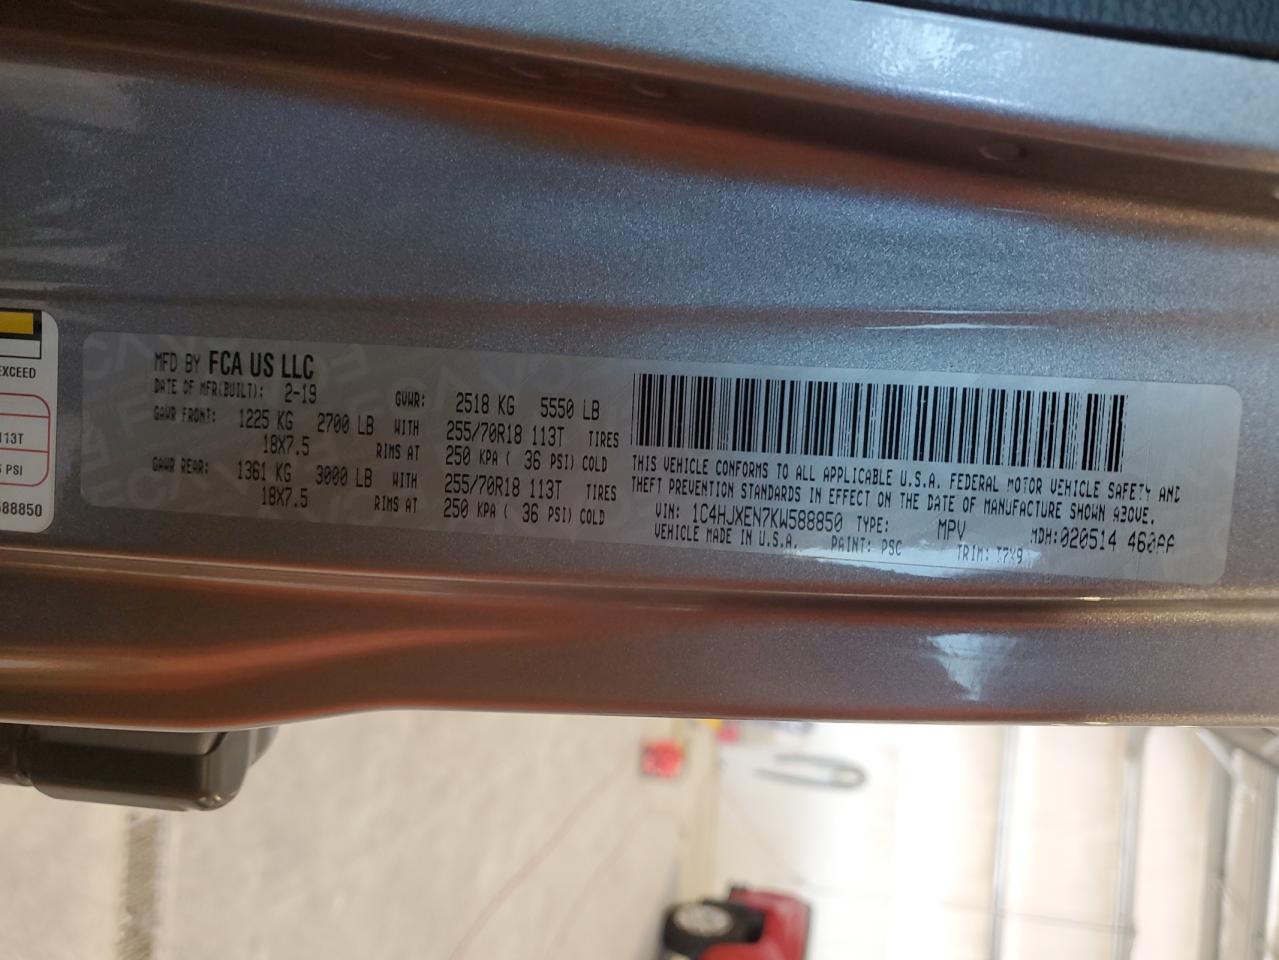 EXCEED
113T
PSI
588850
MFD BY FCA US LLC
DATE OF MFR(BUILT): 2-19 GVWR: 2518 KG 5550 LB
GAWR FRONT: 1225 KG 2700 LB WITH 255/70R18 113T TIRES
18X7.5 RIMS AT 250 KPA ( 36 PSI) COLD
GAWR REAR: 1361 KG 3000 LB WITH 255/70R18 113T TIRES
18X7.5 RIMS AT 250 KPA ( 36 PSI) COLD
THIS VEHICLE CONFORMS TO ALL APPLICABLE U.S.A. FEDERAL MOTOR VEHICLE SAFETY AND
THEFT PREVENTION STANDARDS IN EFFECT ON THE DATE OF MANUFACTURE SHOWN ABOVE.
VIN: 1C4HJXEN7KW588850 TYPE: MPV MDH:020514
VEHICLE MADE IN U.S.A. PAINT: PSC TRIM: